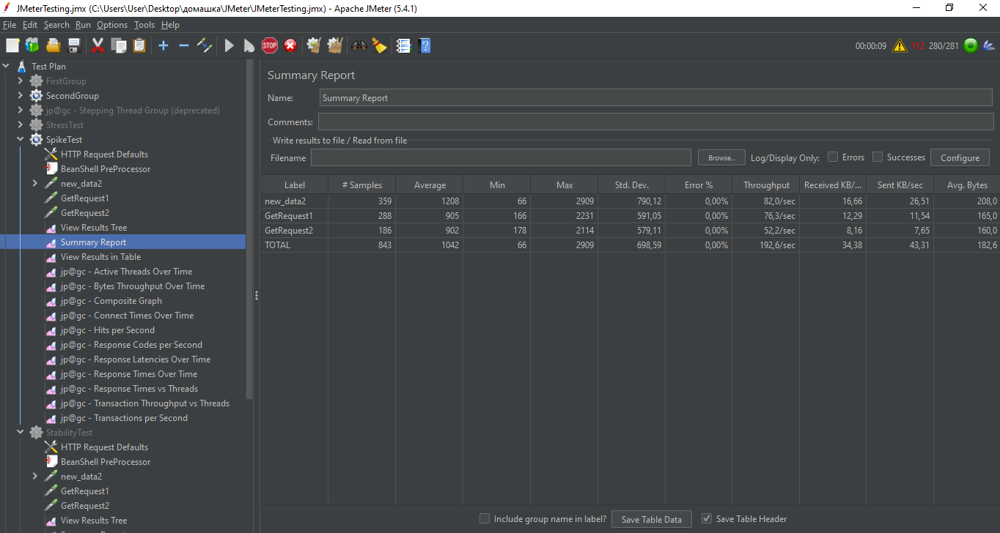 JMeterTesting.jmx (C:\Users\User\Desktop\домашка\JMeter\JMeterTesting.jmx) - Apache JMeter (5.4.1)
File Edit Search Run Options Tools Help
STOP 00:00:09 112 280/281
Test Plan
FirstGroup
SecondGroup
jp@gc - Stepping Thread Group (deprecated)
StressTest
SpikeTest
HTTP Request Defaults
BeanShell PreProcessor
new_data2
GetRequest1
GetRequest2
View Results Tree
Summary Report
View Results in Table
jp@gc - Active Threads Over Time
jp@gc - Bytes Throughput Over Time
jp@gc - Composite Graph
jp@gc - Connect Times Over Time
jp@gc - Hits per Second
jp@gc - Response Codes per Second
jp@gc - Response Latencies Over Time
jp@gc - Response Times Over Time
jp@gc - Response Times vs Threads
jp@gc - Transaction Throughput vs Threads
jp@gc - Transactions per Second
StabilityTest
HTTP Request Defaults
BeanShell PreProcessor
new_data2
GetRequest1
GetRequest2
View Results Tree
Summary Report
Name: Summary Report
Comments:
Write results to file / Read from file
Filename Browse... Log/Display Only: Errors Successes Configure
Label # Samples Average Min Max Std. Dev. Error % Throughput Received KB/... Sent KB/sec Avg. Bytes
new_data2 359 1208 66 2909 790,12 0,00% 82,0/sec 16,66 26,51 208,0
GetRequest1 288 905 166 2231 591,05 0,00% 76,3/sec 12,29 11,54 165,0
GetRequest2 186 902 178 2114 579,11 0,00% 52,2/sec 8,16 7,65 160,0
TOTAL 843 1042 66 2909 698,59 0,00% 192,6/sec 34,38 43,31 182,6
Include group name in label? Save Table Data Save Table Header